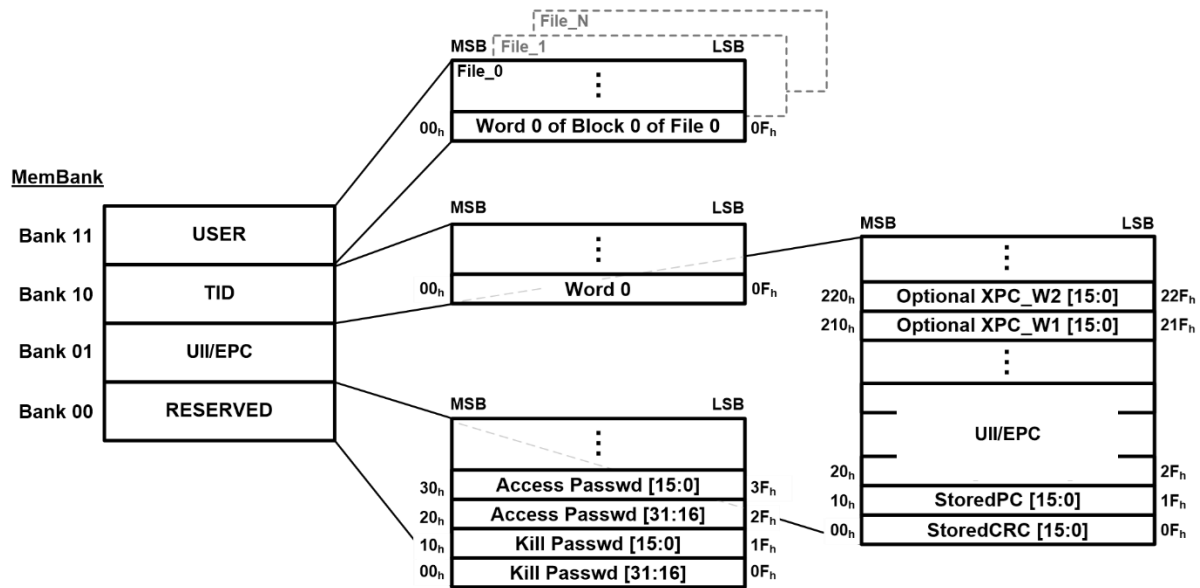 File_N
MSB File_1 LSB
File_0
⋮
00h Word 0 of Block 0 of File 0 0Fh
MemBank
Bank 11 USER
Bank 10 TID
Bank 01 UII/EPC
Bank 00 RESERVED
MSB LSB
⋮
00h Word 0 0Fh
MSB LSB
⋮
220h Optional XPC_W2 [15:0] 22Fh
210h Optional XPC_W1 [15:0] 21Fh
⋮
UII/EPC
20h 2Fh
10h StoredPC [15:0] 1Fh
00h StoredCRC [15:0] 0Fh
MSB LSB
⋮
30h Access Passwd [15:0] 3Fh
20h Access Passwd [31:16] 2Fh
10h Kill Passwd [15:0] 1Fh
00h Kill Passwd [31:16] 0Fh